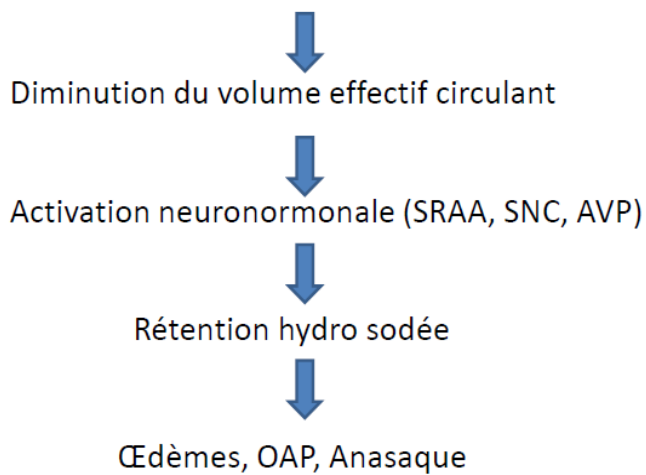 Diminution du volume effectif circulant
Activation neuronormonale (SRAA, SNC, AVP)
Rétention hydro sodée
Œdèmes, OAP, Anasaque